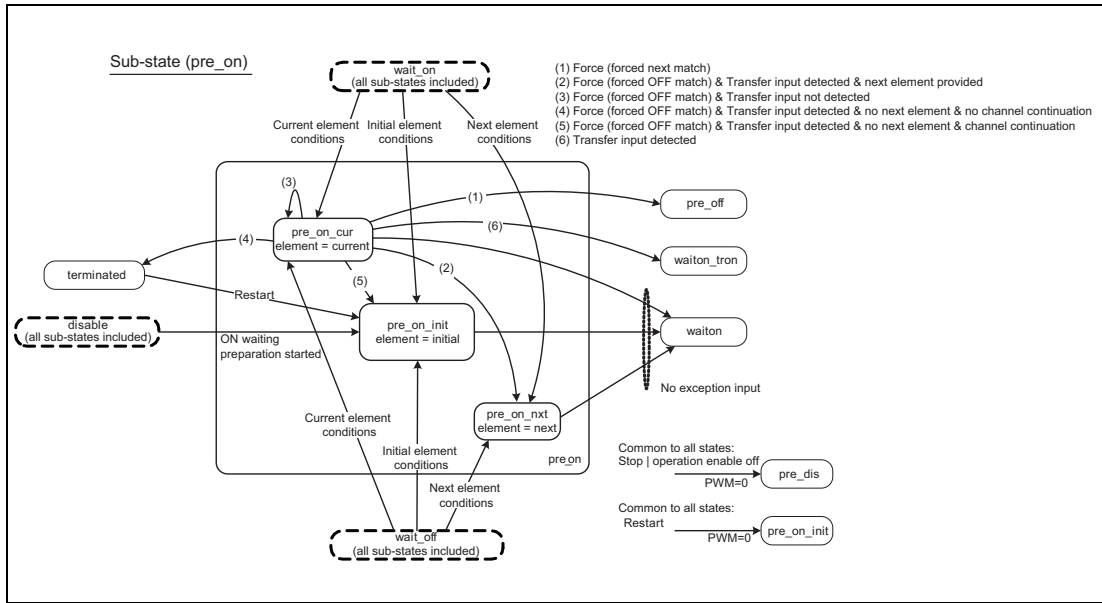 Sub-state (pre_on)
wait_on
(all sub-states included)
(1) Force (forced next match)
(2) Force (forced OFF match) & Transfer input detected & next element provided
(3) Force (forced OFF match) & Transfer input not detected
(4) Force (forced OFF match) & Transfer input detected & no next element & no channel continuation
(5) Force (forced OFF match) & Transfer input detected & no next element & channel continuation
(6) Transfer input detected
Current element
conditions
Initial element
conditions
Next element
conditions
(3)
(1)
pre_off
pre_on_cur
element = current
(6)
(4)
waiton_tron
(2)
terminated
(5)
Restart
disable
(all sub-states included)
pre_on_init
element = initial
waiton
ON waiting
preparation started
No exception input
pre_on_nxt
element = next
Current element
conditions
Initial element
conditions
pre_on
Next element
conditions
Common to all states:
Stop | operation enable off
PWM=0
pre_dis
Common to all states:
Restart
PWM=0
pre_on_init
wait_off
(all sub-states included)